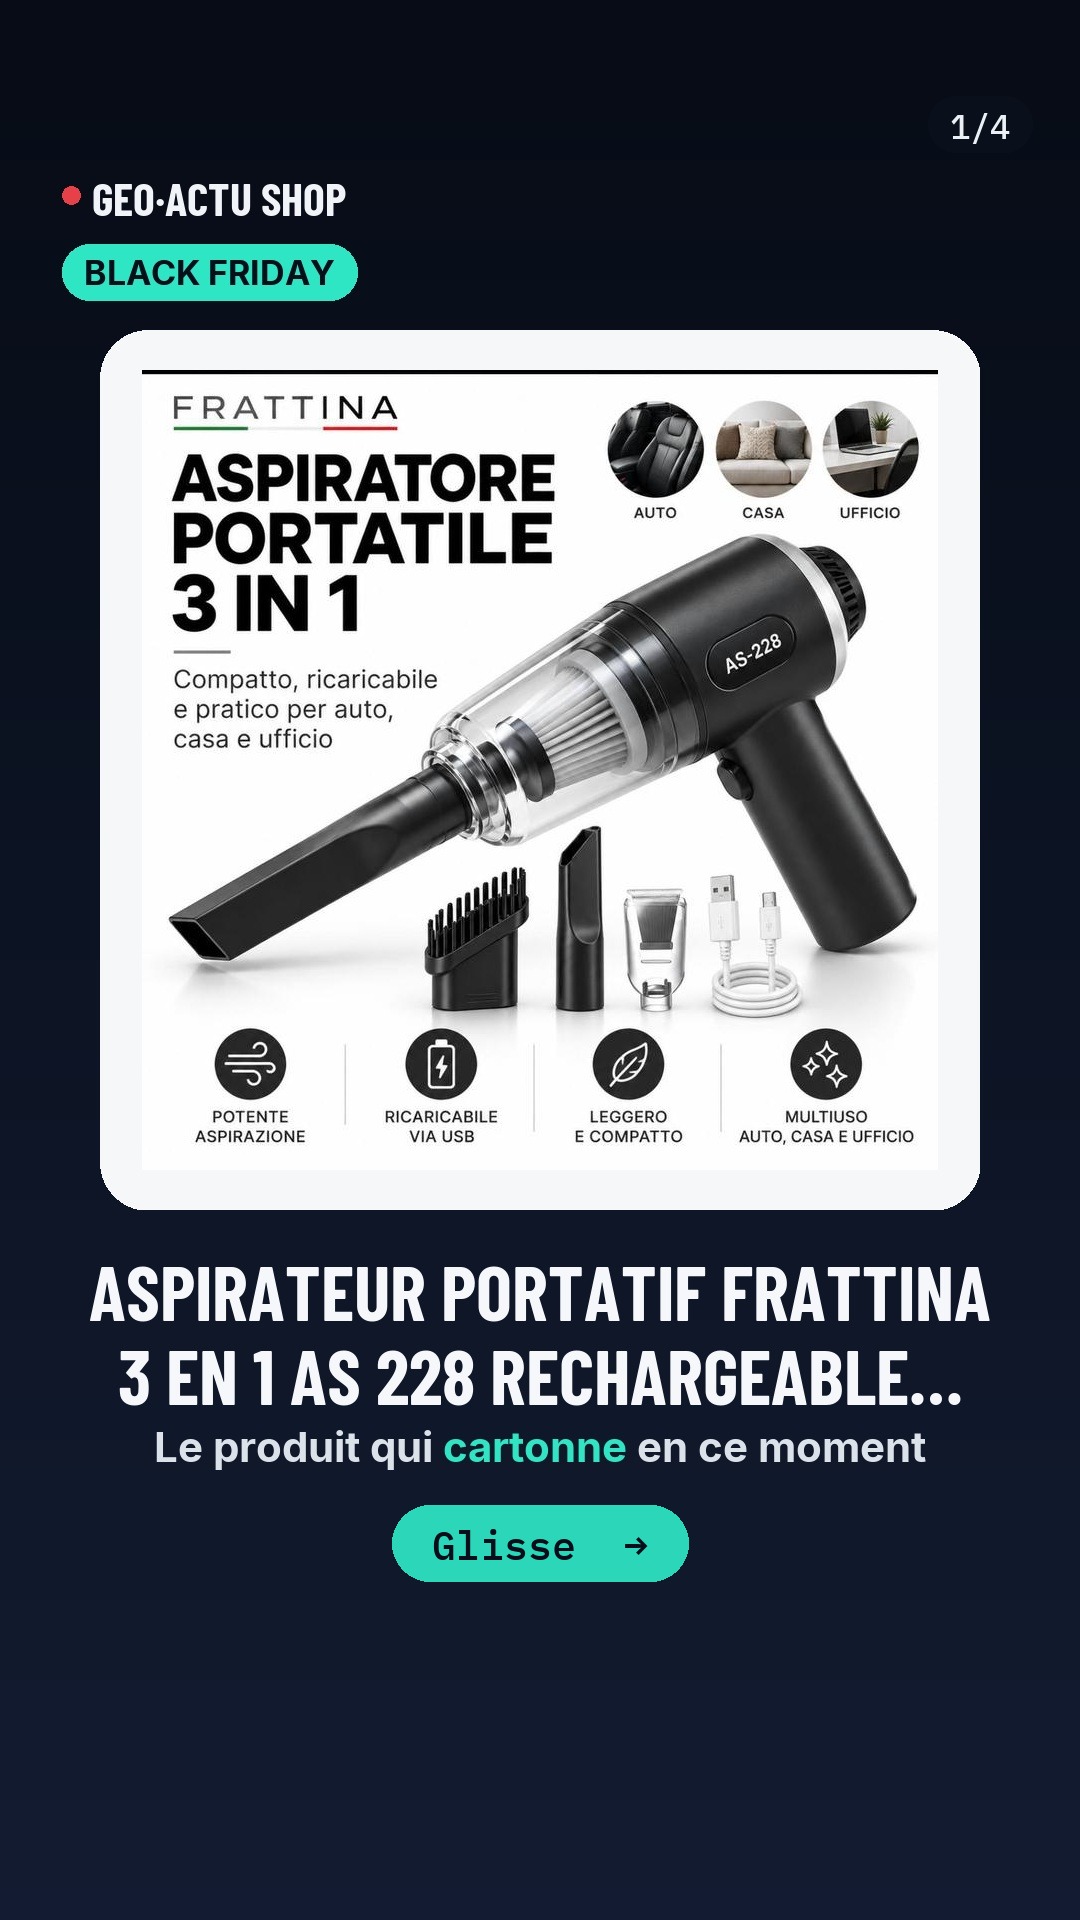 1/4
GEO·ACTU SHOP
BLACK FRIDAY
FRATTINA
ASPIRATORE
PORTATILE
3 IN 1
Compatto, ricaricabile
e pratico per auto,
casa e ufficio
AUTO
CASA
UFFICIO
AS-228
POTENTE
ASPIRAZIONE
RICARICABILE
VIA USB
LEGGERO
E COMPATTO
MULTIUSO
AUTO, CASA E UFFICIO
ASPIRATEUR PORTATIF FRATTINA
3 EN 1 AS 228 RECHARGEABLE...
Le produit qui cartonne en ce moment
Glisse →